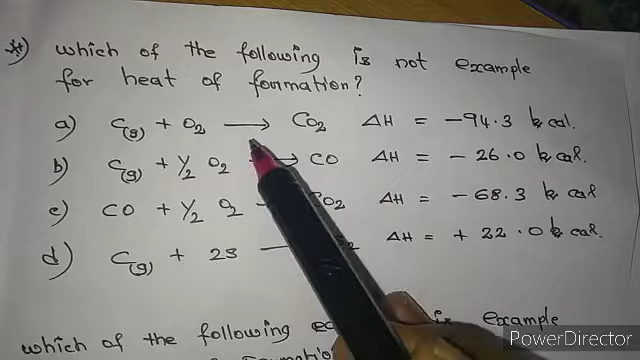 which of the following is not example
for heat of formation?
a) C(g) + O2 → CO2 ΔH = -94.3 k cal.
b) C(g) + 1/2 O2 → CO ΔH = - 26.0 k cal.
c) CO + 1/2 O2 CO2 ΔH = - 68.3 k cal
d) C(g) + 2S ΔH = + 22.0 k cal.
which of the following is example
PowerDirector